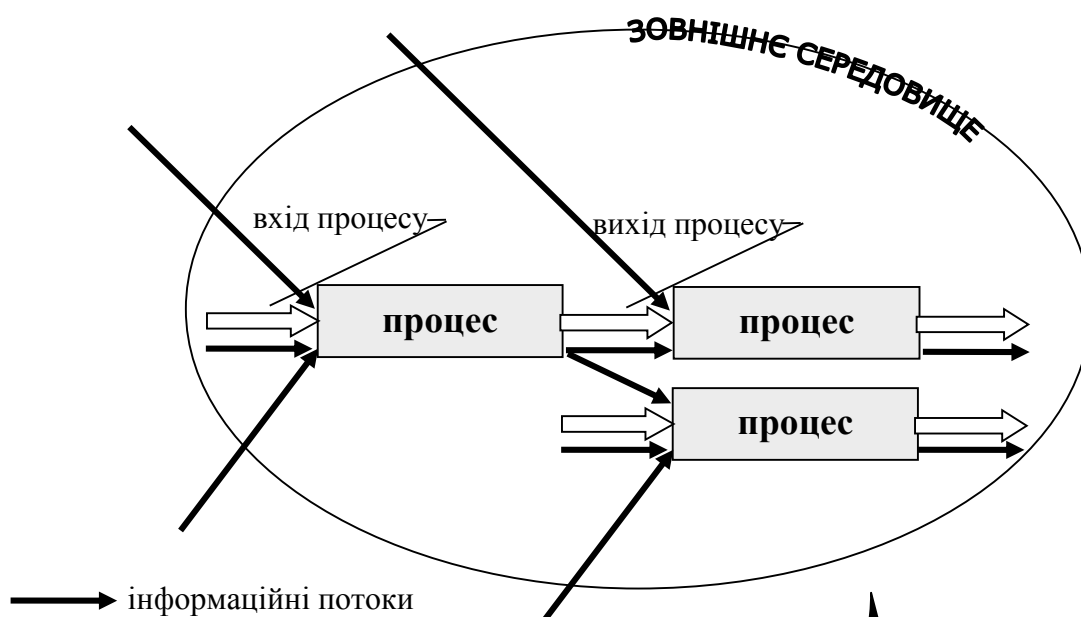 ЗОВНІШНЄ СЕРЕДОВИЩЕ
вхід процесу
вихід процесу
процес
процес
процес
інформаційні потоки